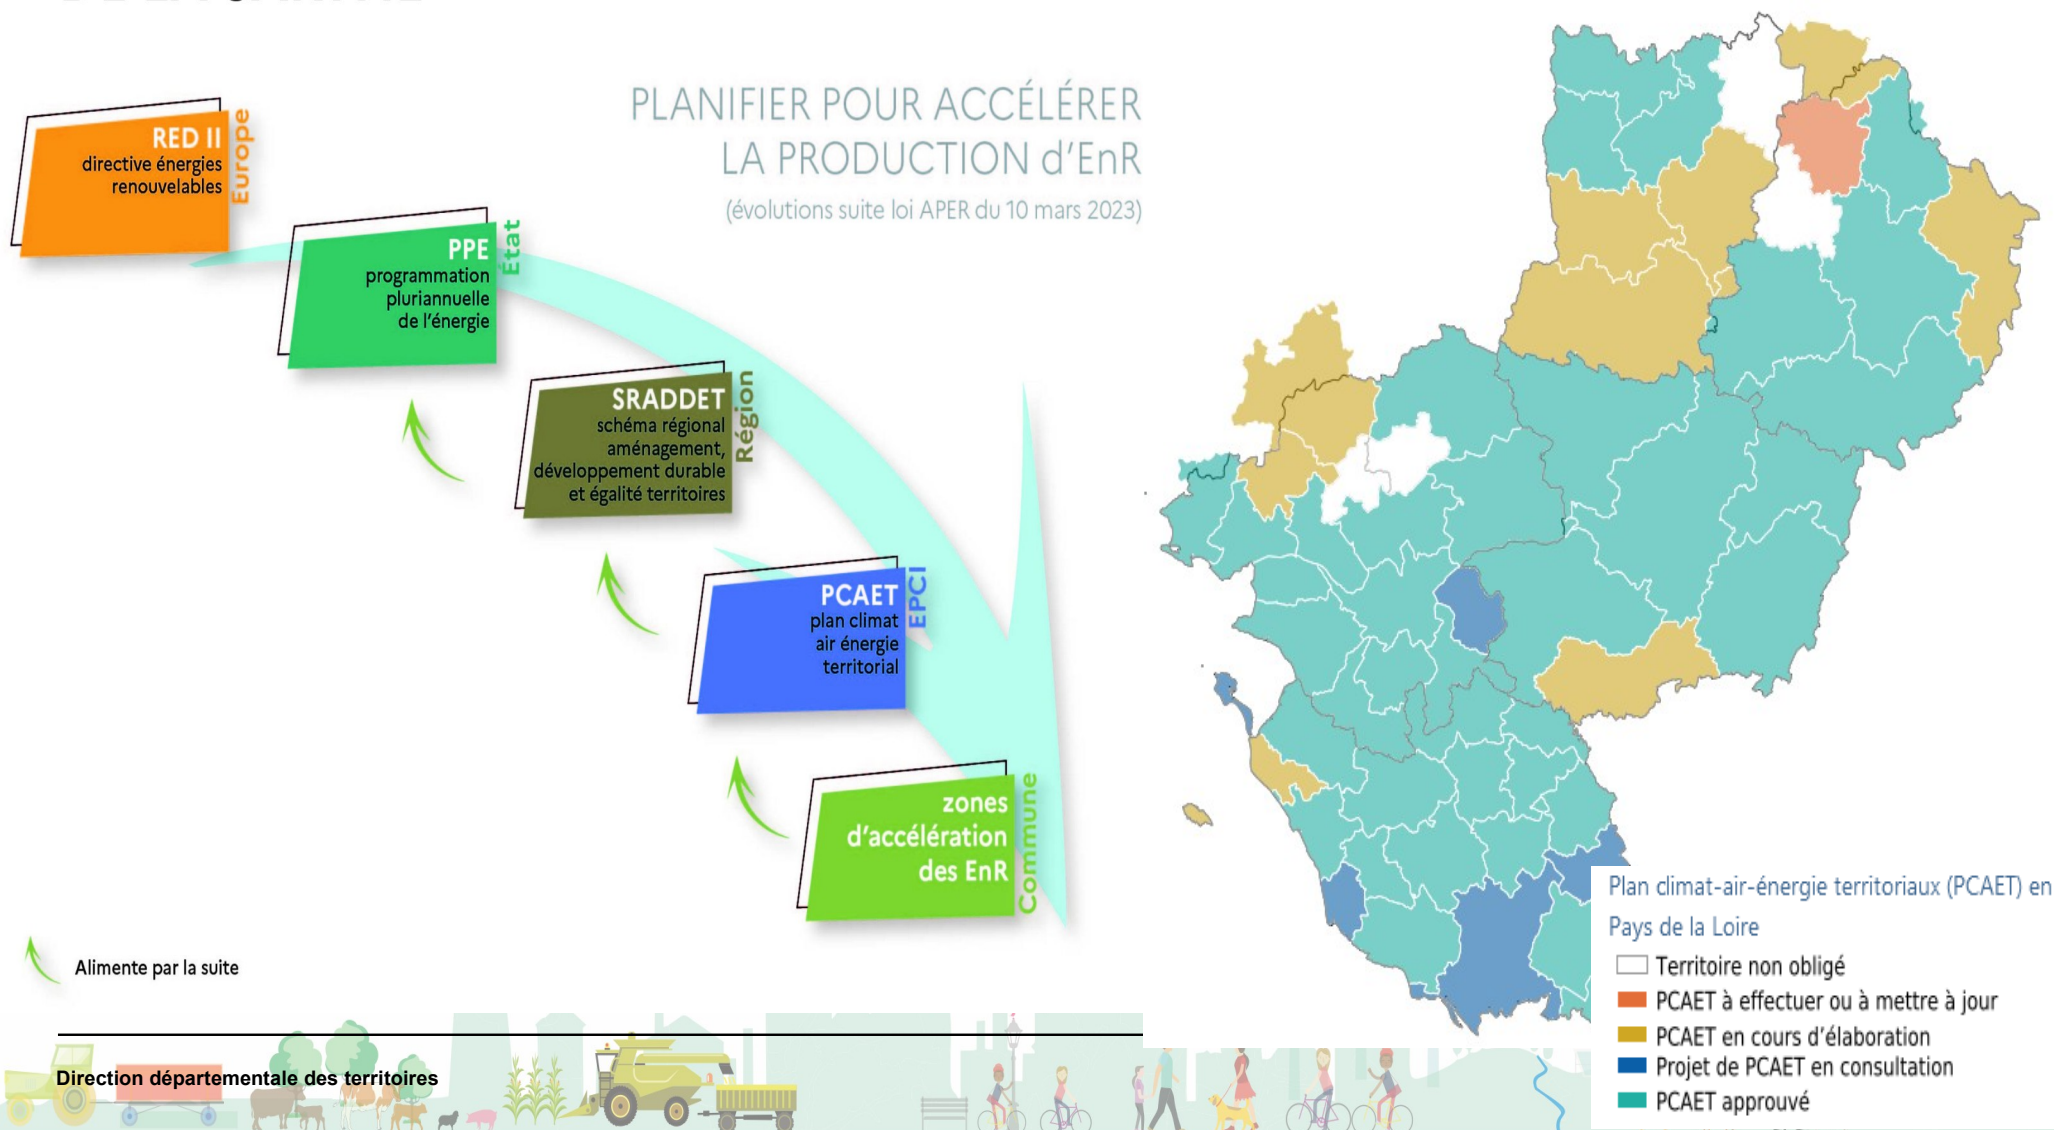 PLANIFIER POUR ACCÉLÉRER
LA PRODUCTION d'EnR
(évolutions suite loi APER du 10 mars 2023)
RED II
directive énergies
renouvelables
Europe
PPE
programmation
pluriannuelle
de l'énergie
État
SRADDET
schéma régional
aménagement,
développement durable
et égalité territoires
Région
PCAET
plan climat
air énergie
territorial
EPCI
zones
d'accélération
des EnR
Commune
Alimente par la suite
Direction départementale des territoires
Plan climat-air-énergie territoriaux (PCAET) en
Pays de la Loire
Territoire non obligé
PCAET à effectuer ou à mettre à jour
PCAET en cours d'élaboration
Projet de PCAET en consultation
PCAET approuvé